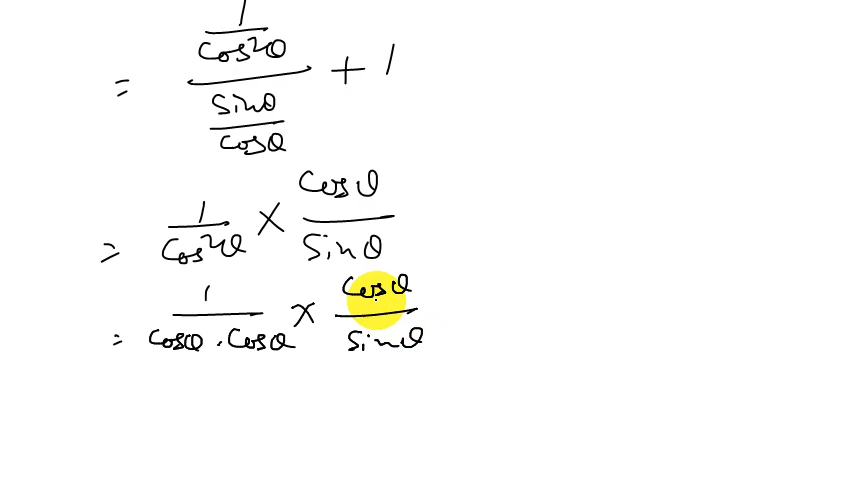 = (1/cos²θ)/(sinθ/cosθ) + 1
= 1/cos²θ × cosθ/sinθ
= 1/(cosθ . cosθ) × cosθ/sinθ